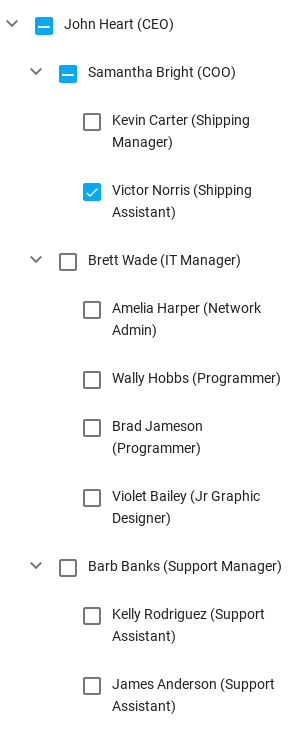 John Heart (CEO)
Samantha Bright (COO)
Kevin Carter (Shipping
Manager)
Victor Norris (Shipping
Assistant)
Brett Wade (IT Manager)
Amelia Harper (Network
Admin)
Wally Hobbs (Programmer)
Brad Jameson
(Programmer)
Violet Bailey (Jr Graphic
Designer)
Barb Banks (Support Manager)
Kelly Rodriguez (Support
Assistant)
James Anderson (Support
Assistant)